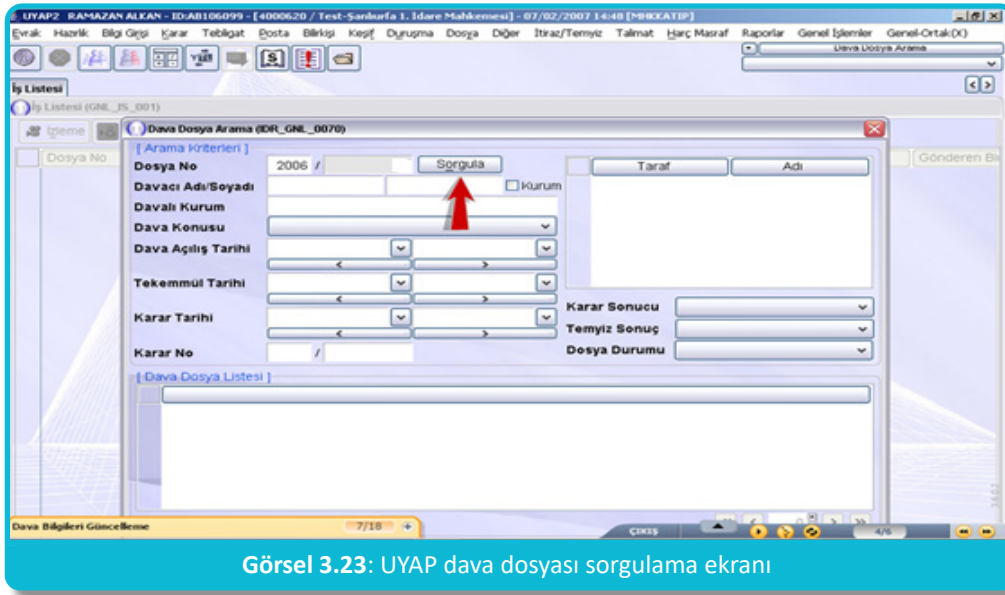 UYAP2 RAMAZAN ALKAN - ID:AB106099 - [4000620 / Test-Şanlıurfa 1. İdare Mahkemesi] - 07/02/2007 14:40 [MHKKATIP]
Evrak Hazırlık Bilgi Girişi Karar Tebligat Posta Bilirkişi Keşif Duruşma Dosya Diğer İtiraz/Temyiz Talimat Harç Masraf Raporlar Genel İşlemler Genel-Ortak(X)
Dava Dosya Arama
İş Listesi
İş Listesi (GNL_IS_001)
İzleme
Dava Dosya Arama (IDR_GNL_0070)
Dosya No
Gönderen Bi
[ Arama Kriterleri ]
Dosya No 2006 / Sorgula
Taraf Adı
Davacı Adı/Soyadı Kurum
Davalı Kurum
Dava Konusu
Dava Açılış Tarihi
< >
Tekemmül Tarihi
< >
Karar Sonucu
Karar Tarihi
Temyiz Sonuç
< >
Karar No /
Dosya Durumu
[ Dava Dosya Listesi ]
Dava Bilgileri Güncelleme 7/18 +
ÇIKIŞ
4/6
Görsel 3.23: UYAP dava dosyası sorgulama ekranı